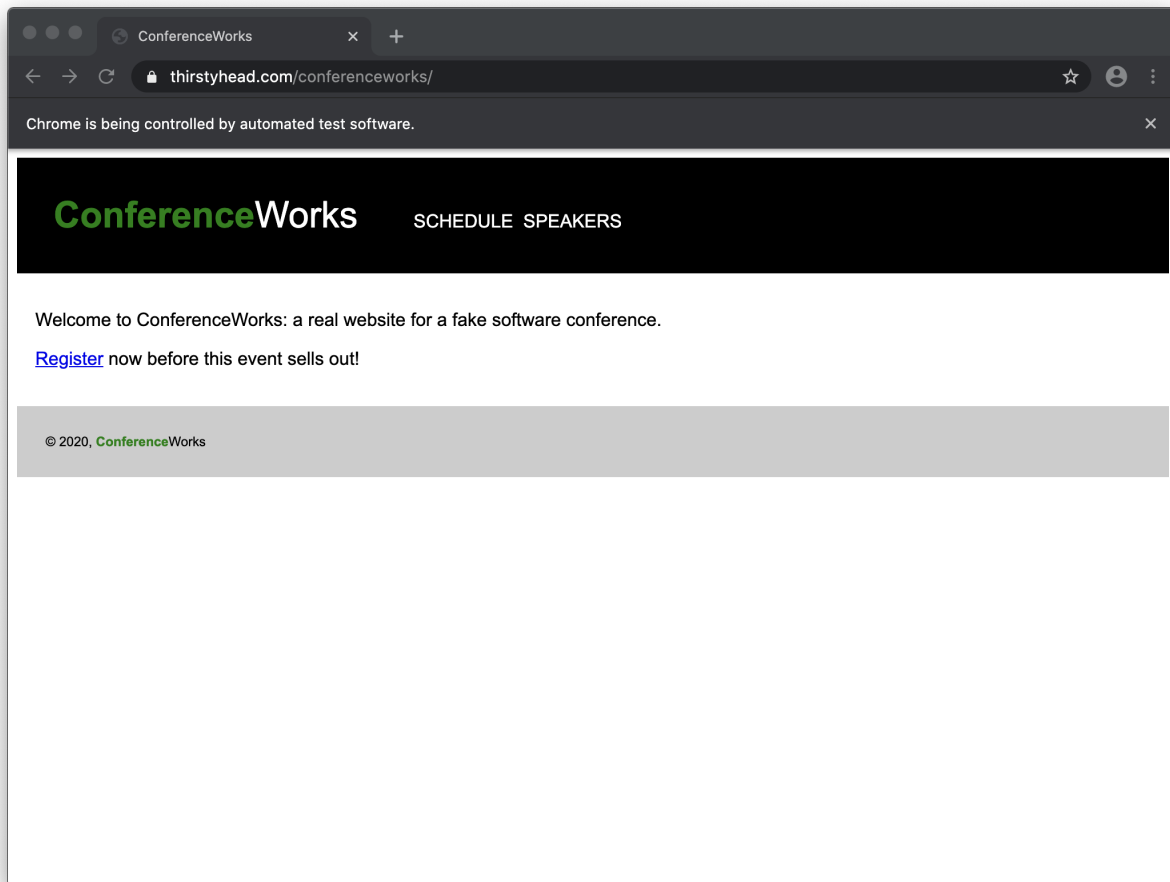 ConferenceWorks
thirstyhead.com/conferenceworks/
Chrome is being controlled by automated test software.
ConferenceWorks SCHEDULE SPEAKERS
Welcome to ConferenceWorks: a real website for a fake software conference.
Register now before this event sells out!
© 2020, ConferenceWorks